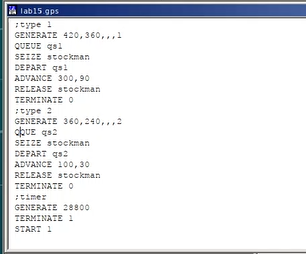 lab15.gps
;type 1
GENERATE 420,360,,,1
QUEUE qs1
SEIZE stockman
DEPART qs1
ADVANCE 300,90
RELEASE stockman
TERMINATE 0
;type 2
GENERATE 360,240,,,2
QQUE qs2
SEIZE stockman
DEPART qs2
ADVANCE 100,30
RELEASE stockman
TERMINATE 0
;timer
GENERATE 28800
TERMINATE 1
START 1